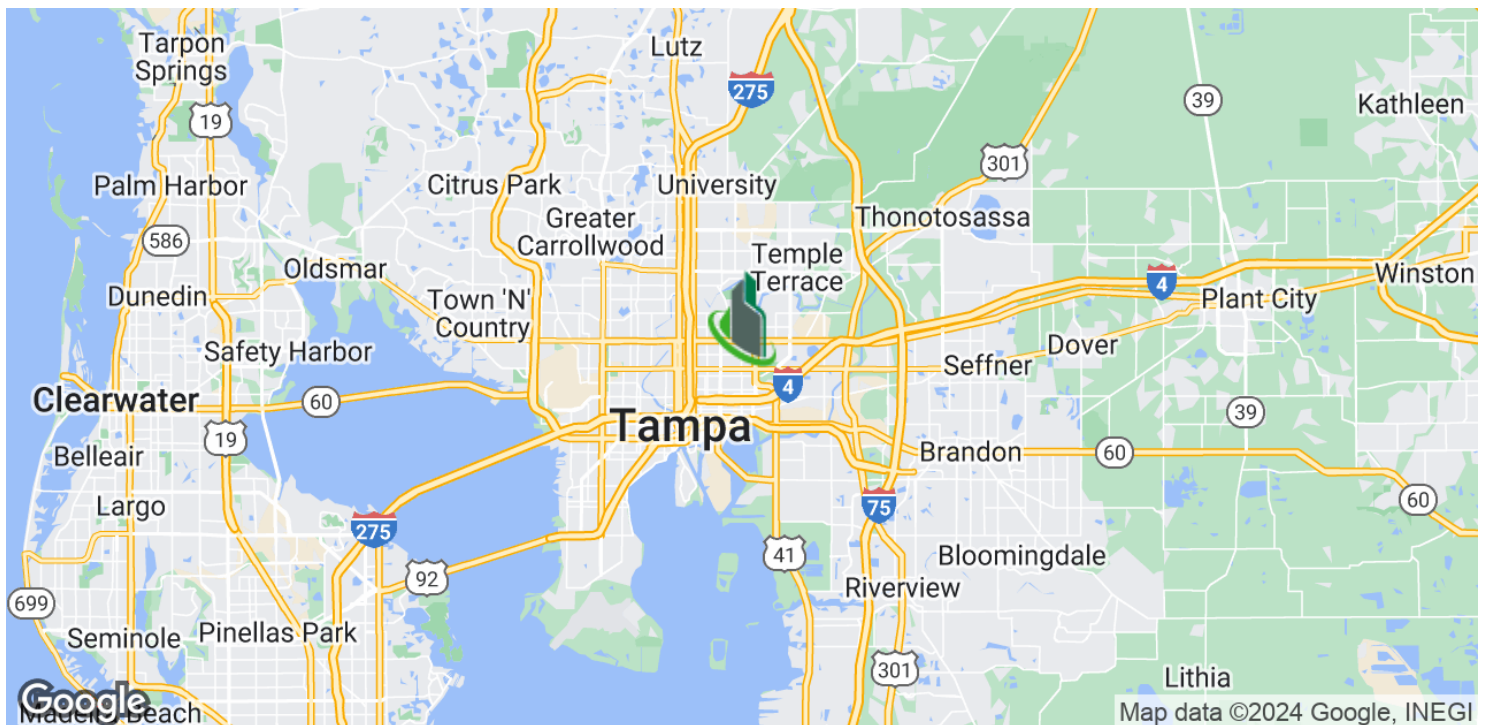 Tarpon
Springs
Lutz
275
39
Kathleen
19
301
Palm Harbor
Citrus Park
University
Greater
Carrollwood
Thonotosassa
586
Oldsmar
Temple
Terrace
4
Winston
Dunedin
Town 'N'
Country
Plant City
Safety Harbor
Dover
Seffner
4
Clearwater
60
39
19
Tampa
Belleair
Brandon
60
60
Largo
275
75
41
Bloomingdale
92
Riverview
699
Seminole
Pinellas Park
301
Lithia
Google
Madeira Beach
Map data ©2024 Google, INEGI